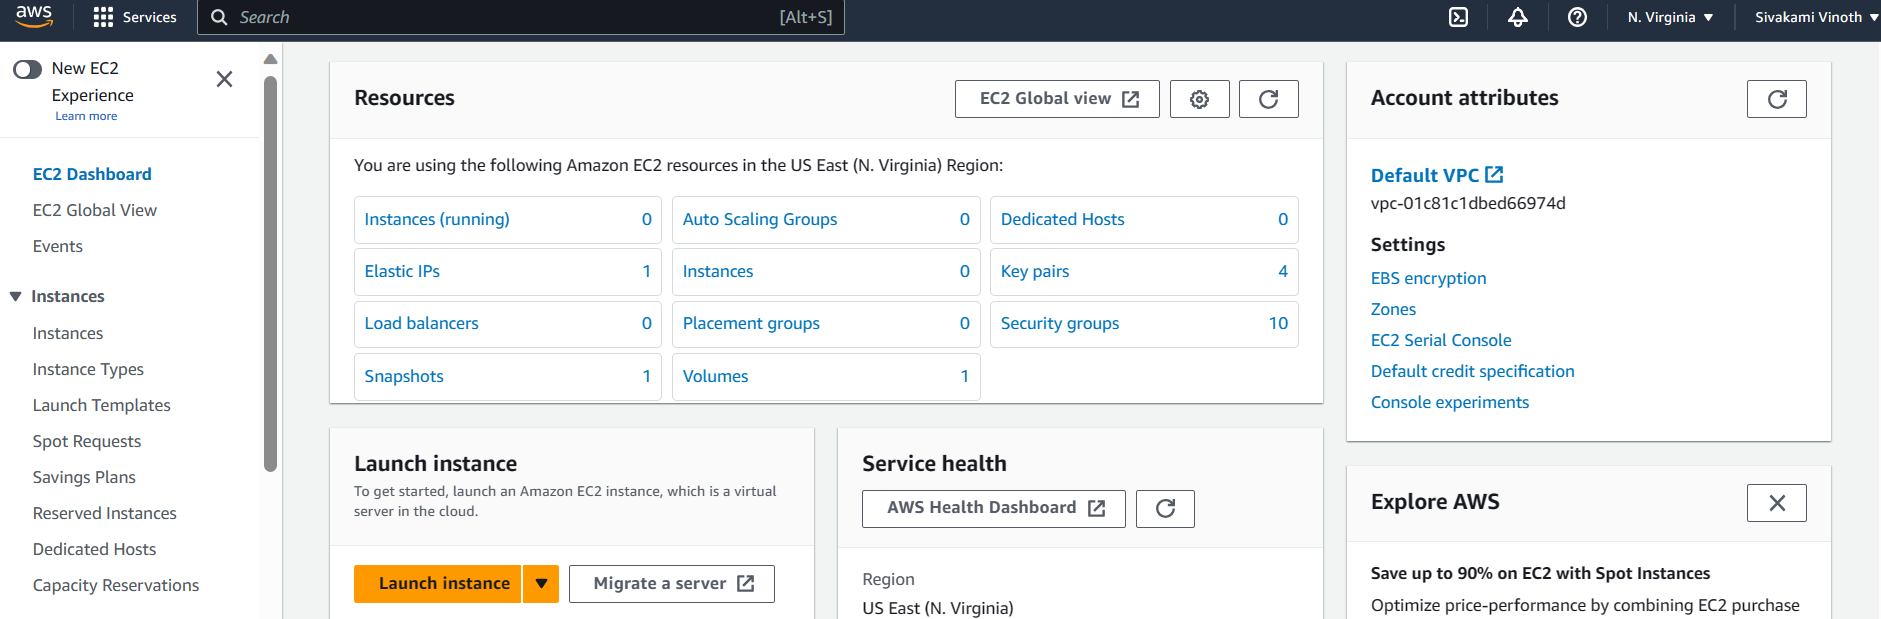 aws
Services
Search
[Alt+S]
N. Virginia
Sivakami Vinoth
New EC2
Experience
Learn more
EC2 Dashboard
EC2 Global View
Events
Instances
Instances
Instance Types
Launch Templates
Spot Requests
Savings Plans
Reserved Instances
Dedicated Hosts
Capacity Reservations
Resources
EC2 Global view
You are using the following Amazon EC2 resources in the US East (N. Virginia) Region:
Instances (running) 0
Auto Scaling Groups 0
Dedicated Hosts 0
Elastic IPs 1
Instances 0
Key pairs 4
Load balancers 0
Placement groups 0
Security groups 10
Snapshots 1
Volumes 1
Launch instance
To get started, launch an Amazon EC2 instance, which is a virtual
server in the cloud.
Launch instance
Migrate a server
Service health
AWS Health Dashboard
Region
US East (N. Virginia)
Account attributes
Default VPC
vpc-01c81c1dbed66974d
Settings
EBS encryption
Zones
EC2 Serial Console
Default credit specification
Console experiments
Explore AWS
Save up to 90% on EC2 with Spot Instances
Optimize price-performance by combining EC2 purchase